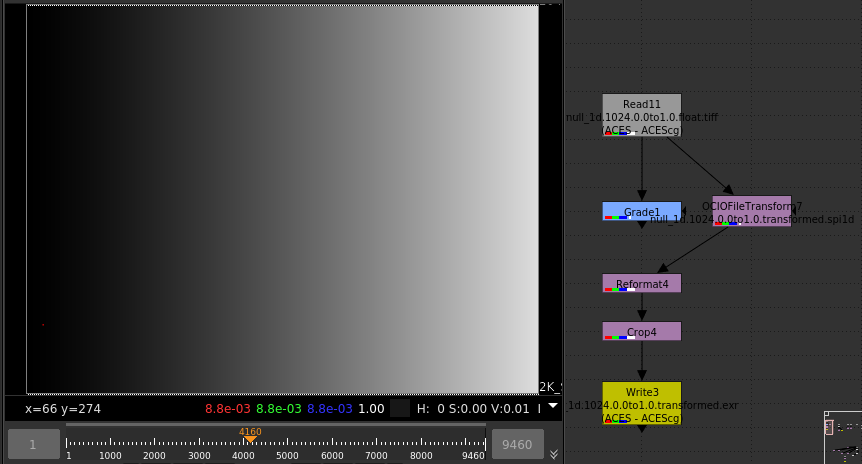 2K_S
x=66 y=274
8.8e-03 8.8e-03 8.8e-03 1.00
H: 0 S:0.00 V:0.01
4160
1
1 1000 2000 3000 4000 5000 6000 7000 8000 9460
9460
Read11
null_1d.1024.0.0to1.0.float.tiff
(ACES - ACEScg)
Grade1
OCIOFileTransform7
null_1d.1024.0.0to1.0.transformed.spi1d
Reformat4
Crop4
Write3
_1d.1024.0.0to1.0.transformed.exr
(ACES - ACEScg)